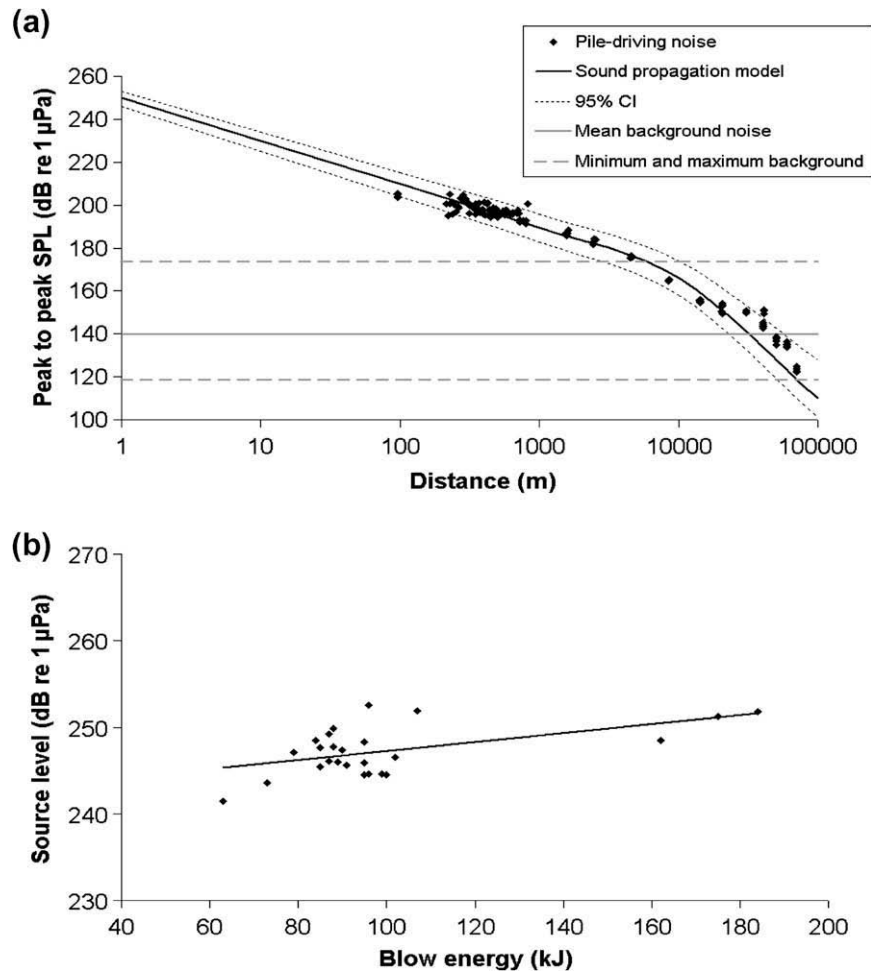 (a)
Pile-driving noise
Sound propagation model
95% CI
Mean background noise
Minimum and maximum background
Peak to peak SPL (dB re 1 µPa)
260
240
220
200
180
160
140
120
100
1 10 100 1000 10000 100000
Distance (m)
(b)
Source level (dB re 1 µPa)
270
260
250
240
230
40 60 80 100 120 140 160 180 200
Blow energy (kJ)